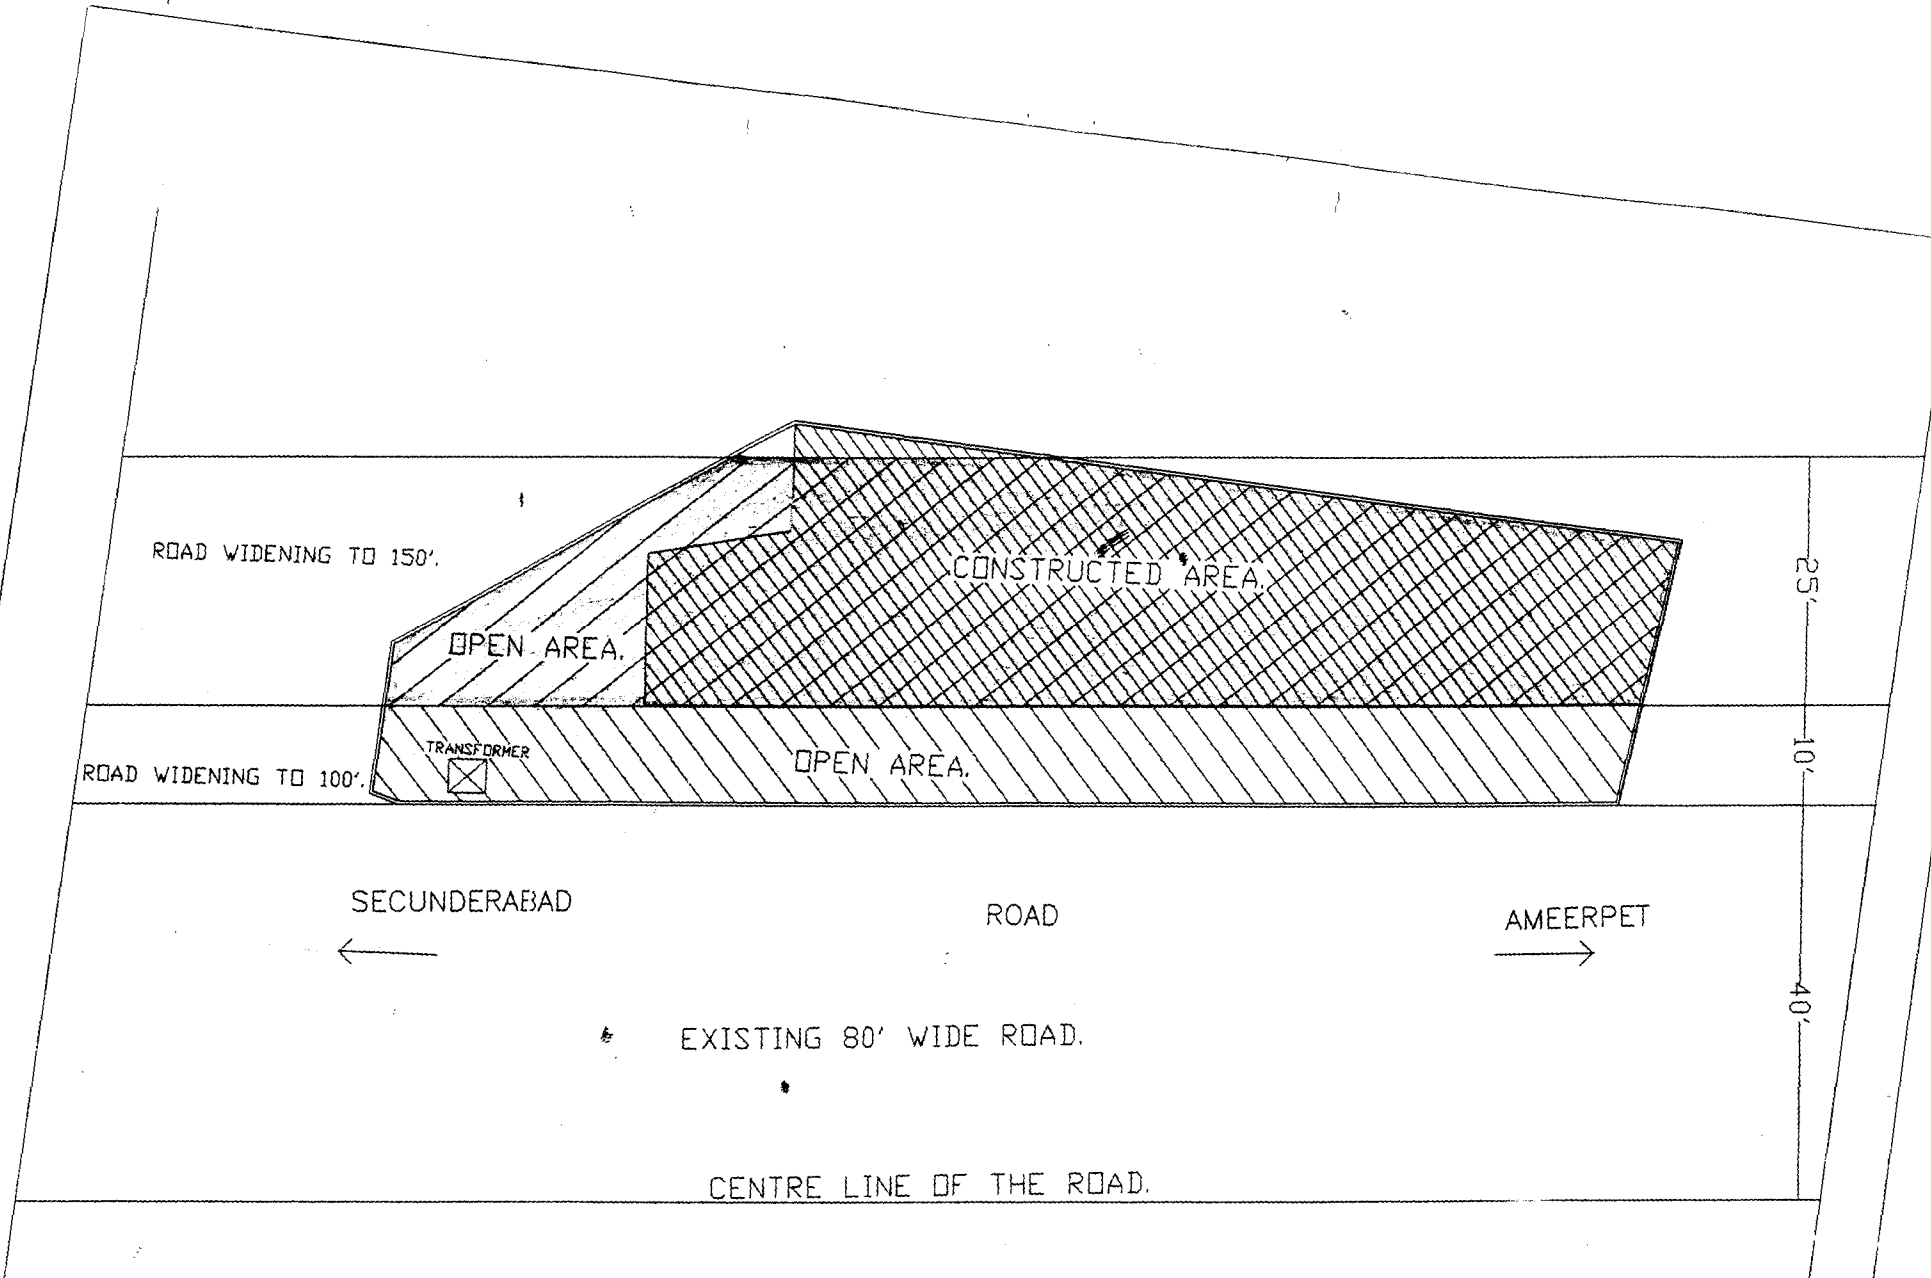 ROAD WIDENING TO 150'.
25'
CONSTRUCTED AREA.
OPEN AREA.
TRANSFORMER
10'
OPEN AREA.
ROAD WIDENING TO 100'.
SECUNDERABAD
ROAD
AMEERPET
40'
EXISTING 80' WIDE ROAD.
CENTRE LINE OF THE ROAD.